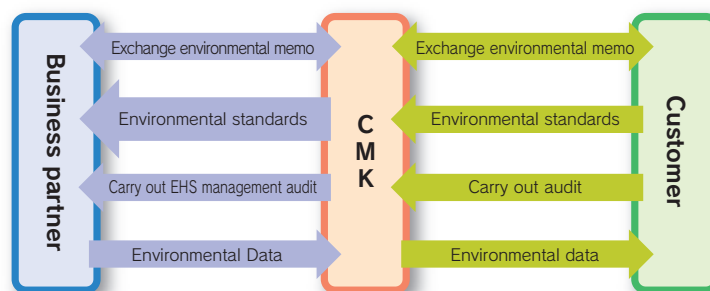 Business partner
Exchange environmental memo
Environmental standards
Carry out EHS management audit
Environmental Data
CMK
Exchange environmental memo
Environmental standards
Carry out audit
Environmental data
Customer